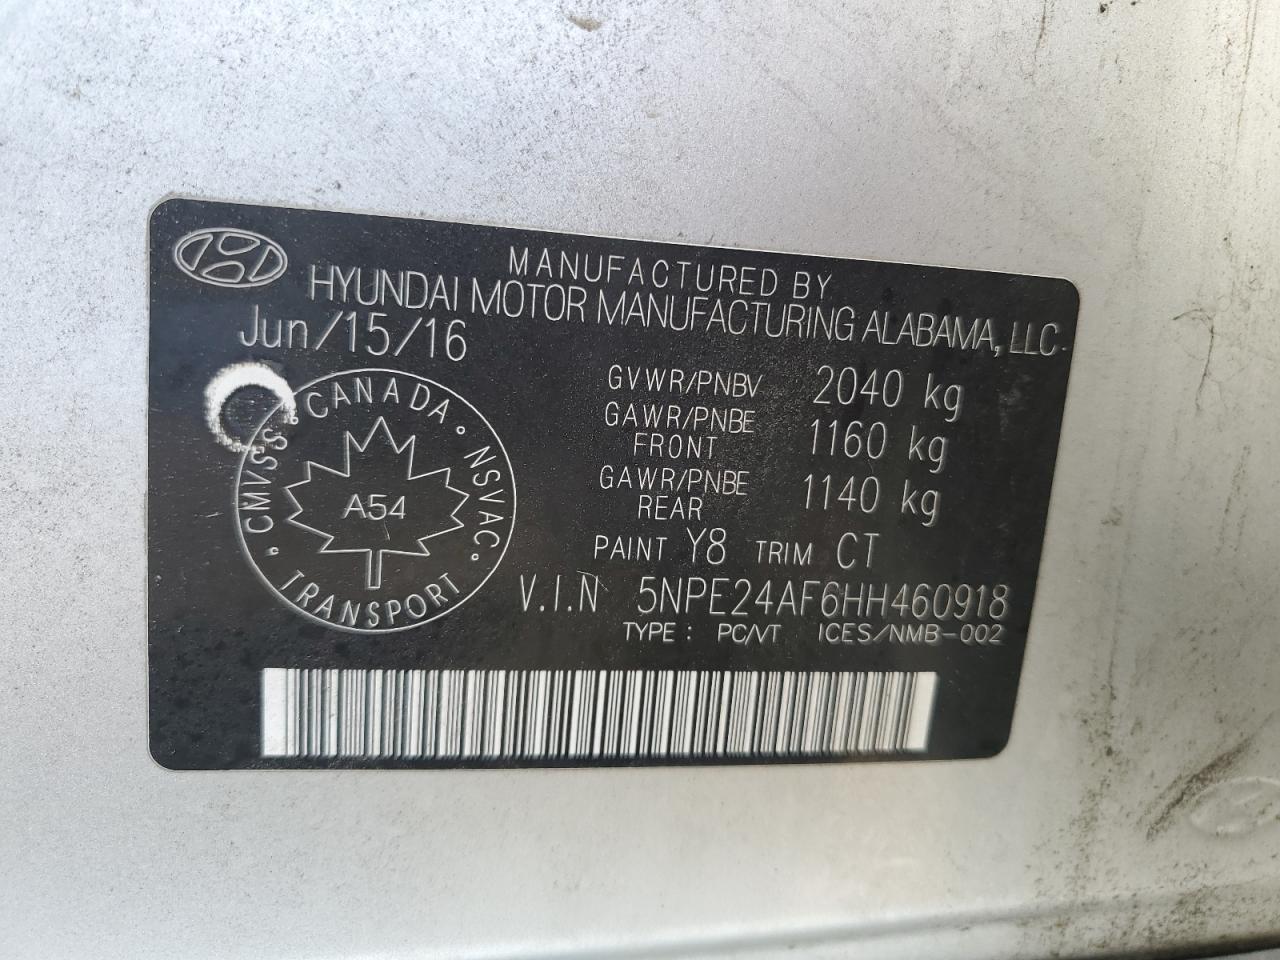 MANUFACTURED BY
HYUNDAI MOTOR MANUFACTURING ALABAMA, LLC
Jun/15/16
GVWR/PNBV 2040 kg
GAWR/PNBE FRONT 1160 kg
GAWR/PNBE REAR 1140 kg
PAINT Y8 TRIM CT
V.I.N 5NPE24AF6HH460918
TYPE : PC/VT ICES/NMB-002
CANADA · NSVAC · TRANSPORT · CMVSS ·
A54